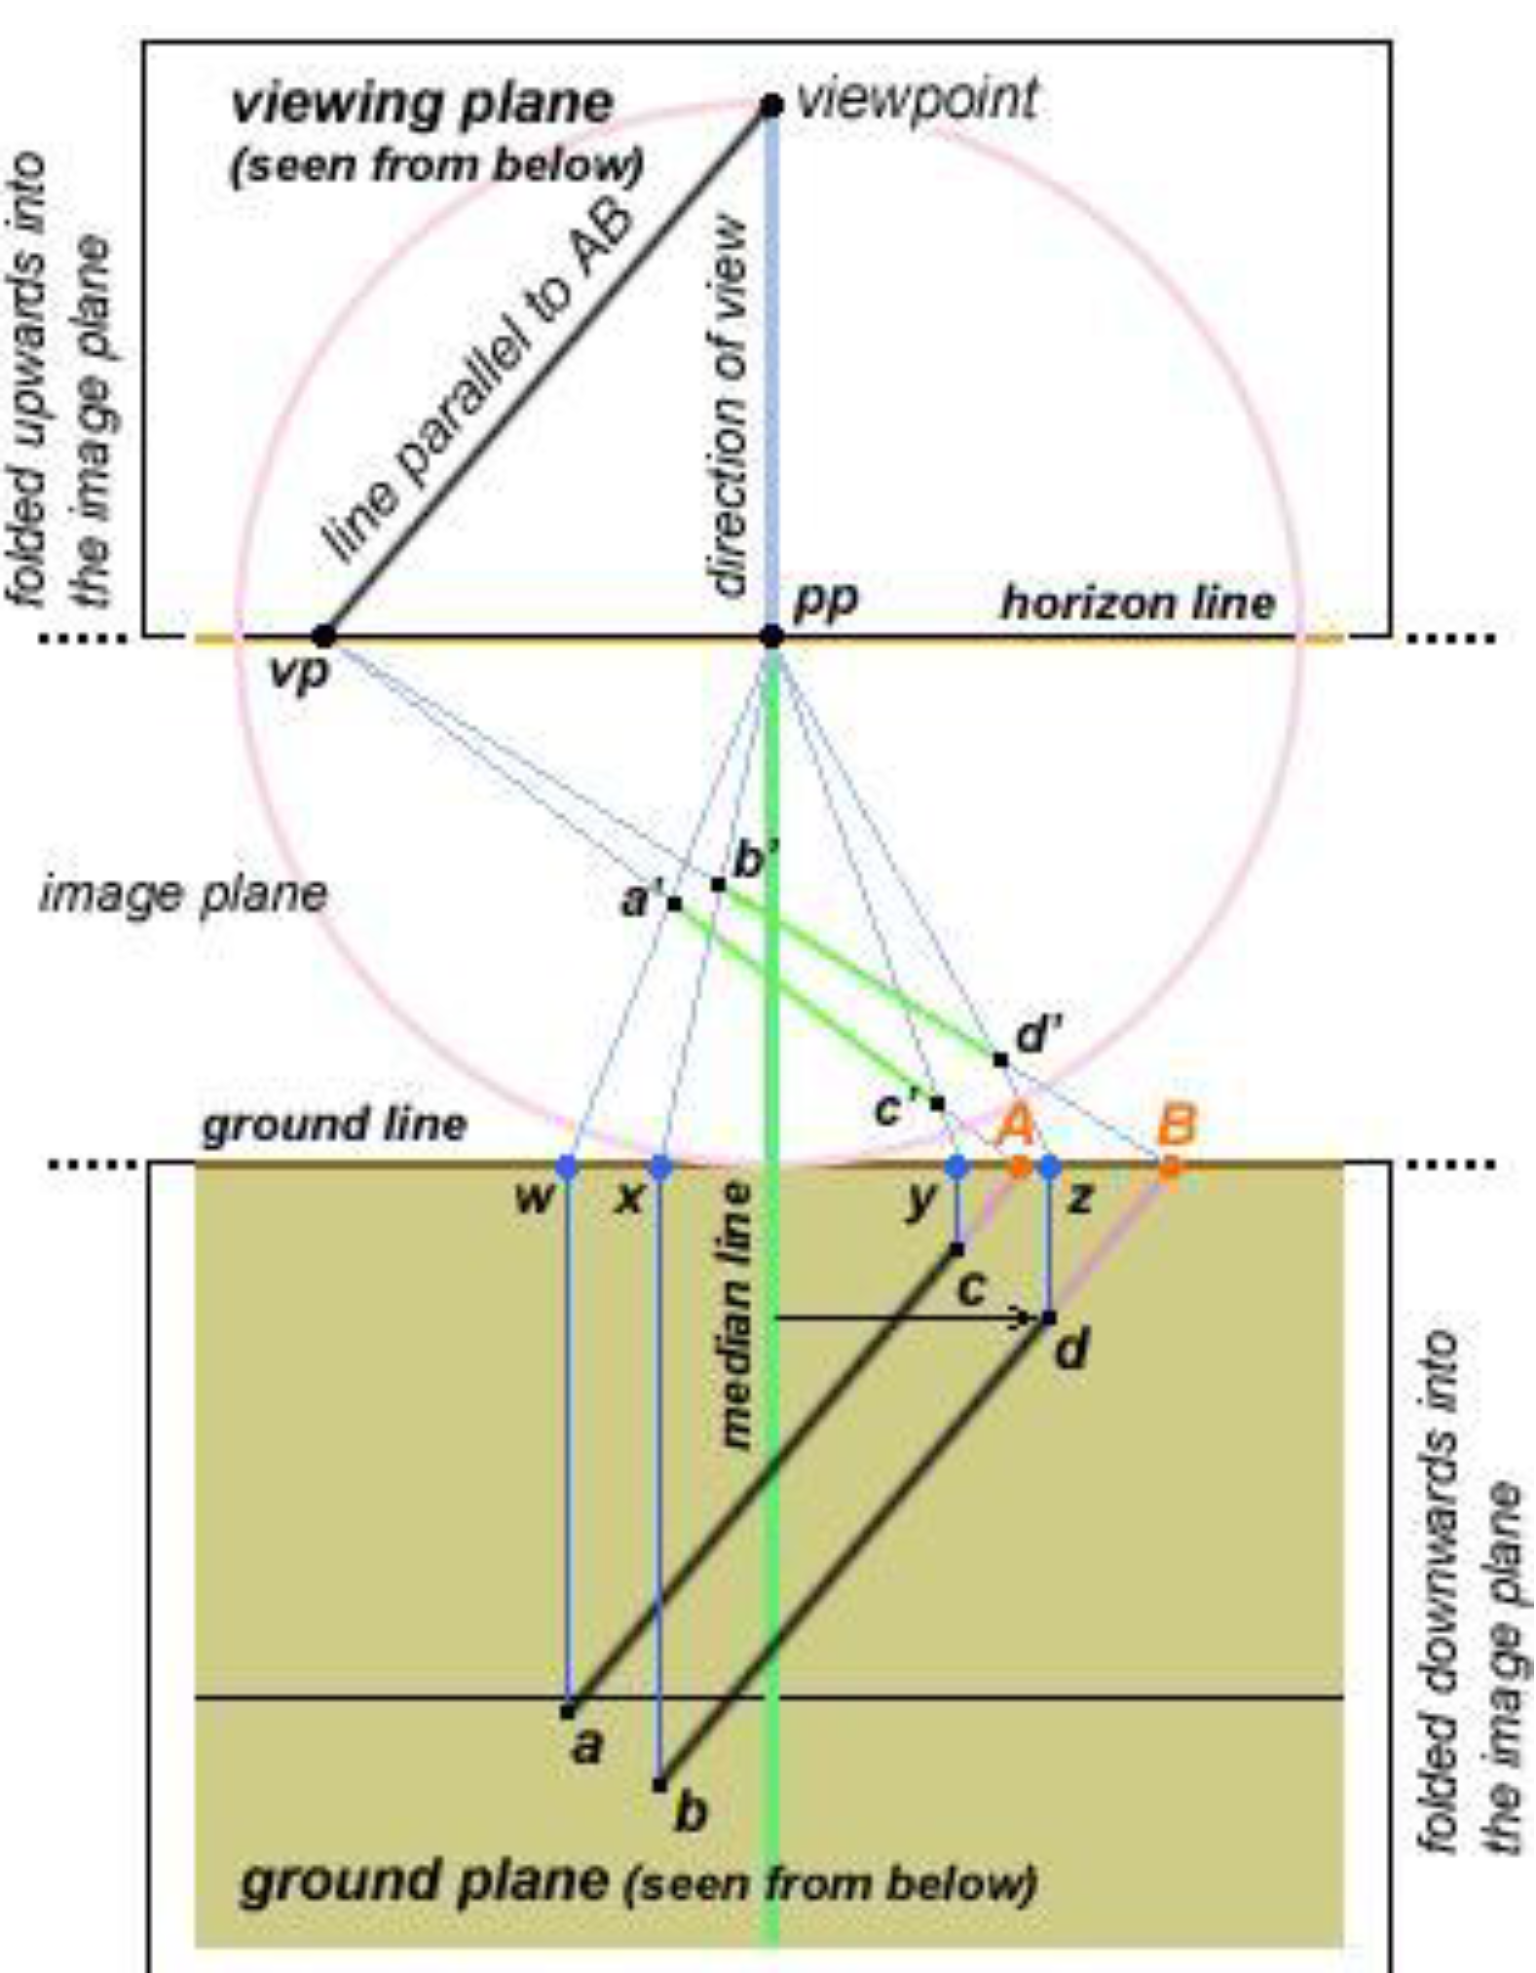 viewing plane
(seen from below)
viewpoint
folded upwards into
the image plane
line parallel to AB
direction of view
pp
horizon line
vp
image plane
b'
a'
d'
c'
A
B
ground line
w
x
y
z
median line
c
d
a
b
ground plane (seen from below)
folded downwards into
the image plane